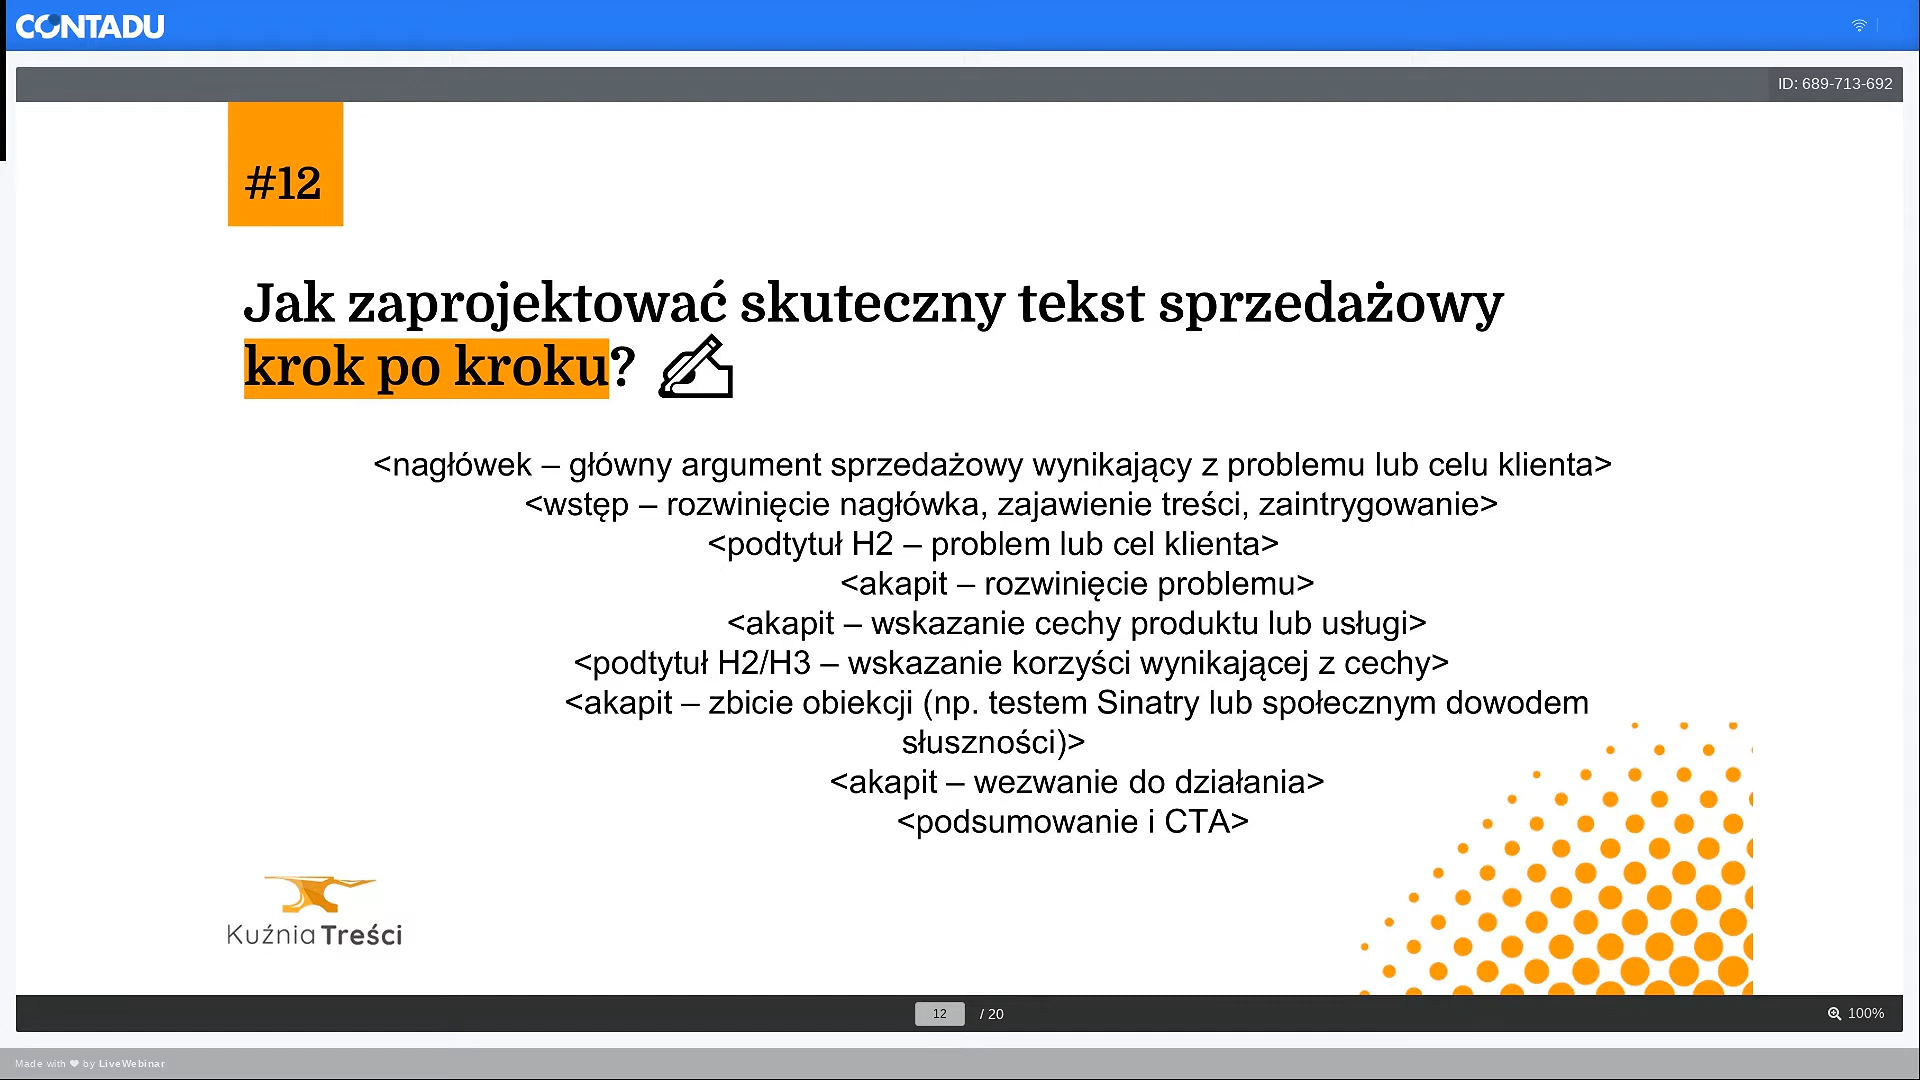 CONTADU
ID: 689-713-692
#12
Jak zaprojektować skuteczny tekst sprzedażowy
krok po kroku?
<nagłówek – główny argument sprzedażowy wynikający z problemu lub celu klienta>
<wstęp – rozwinięcie nagłówka, zajawienie treści, zaintrygowanie>
<podtytuł H2 – problem lub cel klienta>
<akapit – rozwinięcie problemu>
<akapit – wskazanie cechy produktu lub usługi>
<podtytuł H2/H3 – wskazanie korzyści wynikającej z cechy>
<akapit – zbicie obiekcji (np. testem Sinatry lub społecznym dowodem
słuszności)>
<akapit – wezwanie do działania>
<podsumowanie i CTA>
Kuźnia Treści
12 / 20
100%
Made with ❤ by LiveWebinar